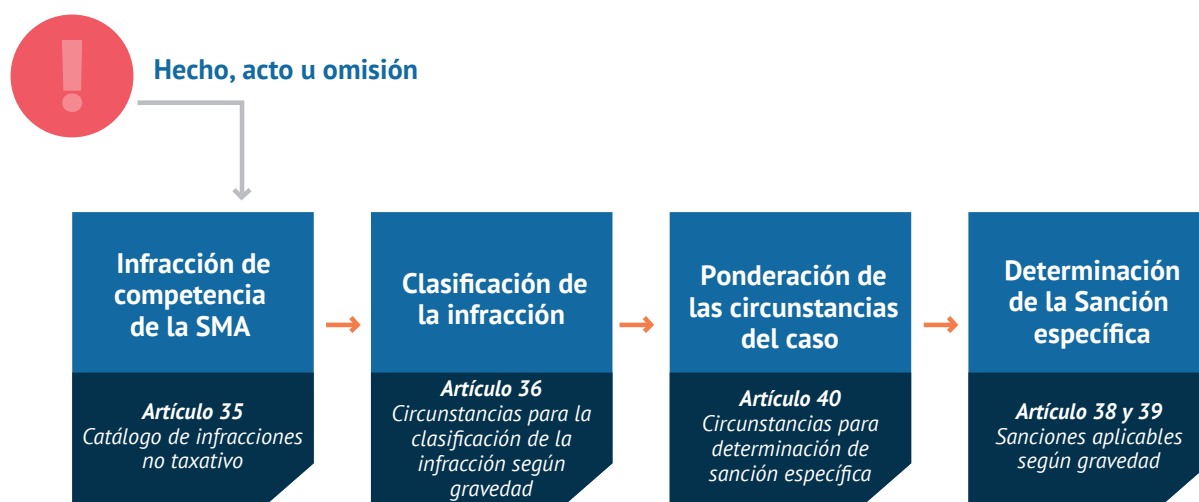 !
Hecho, acto u omisión
Infracción de
competencia
de la SMA
Artículo 35
Catálogo de infracciones
no taxativo
Clasificación de
la infracción
Artículo 36
Circunstancias para la
clasificación de la
infracción según
gravedad
Ponderación de
las circunstancias
del caso
Artículo 40
Circunstancias para
determinación de
sanción específica
Determinación
de la Sanción
específica
Artículo 38 y 39
Sanciones aplicables
según gravedad